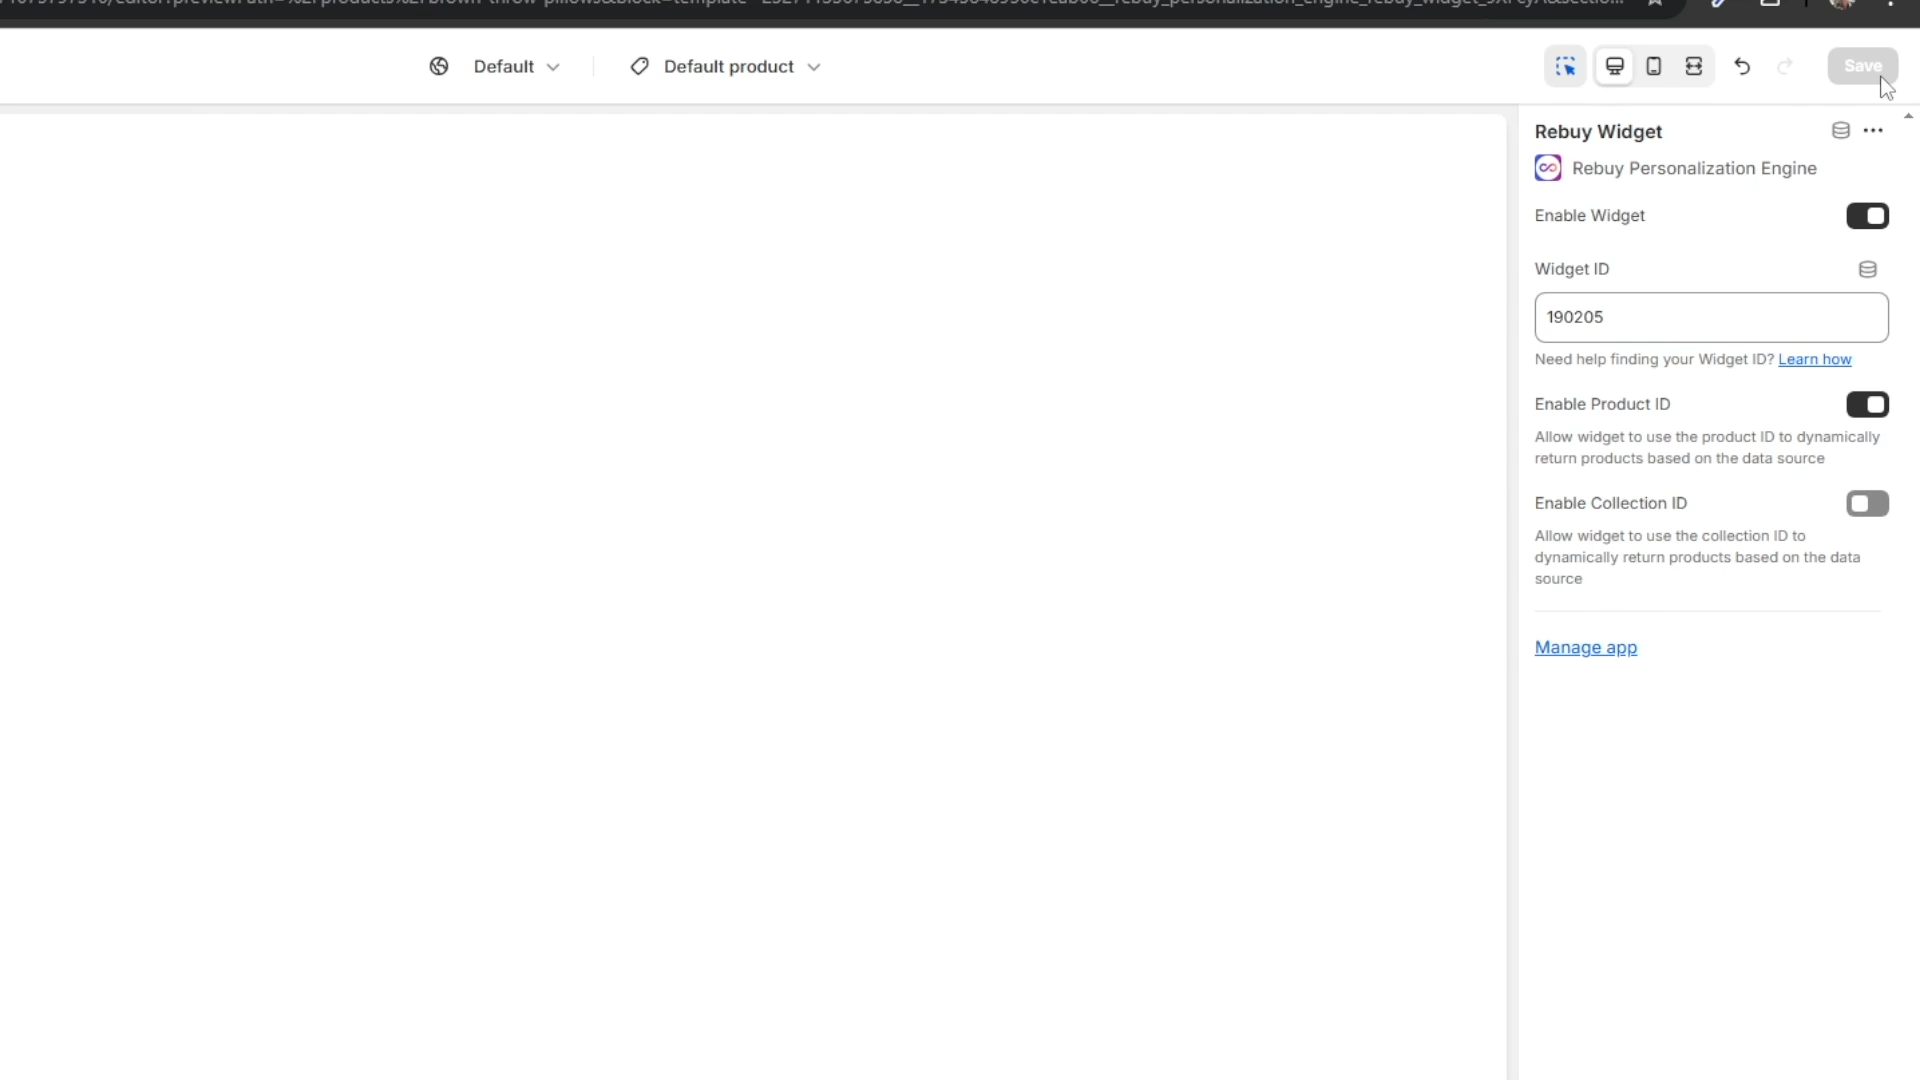 Default
Default product
Save
Rebuy Widget
Rebuy Personalization Engine
Enable Widget
Widget ID
190205
Need help finding your Widget ID? Learn how
Enable Product ID
Allow widget to use the product ID to dynamically
return products based on the data source
Enable Collection ID
Allow widget to use the collection ID to
dynamically return products based on the data
source
Manage app